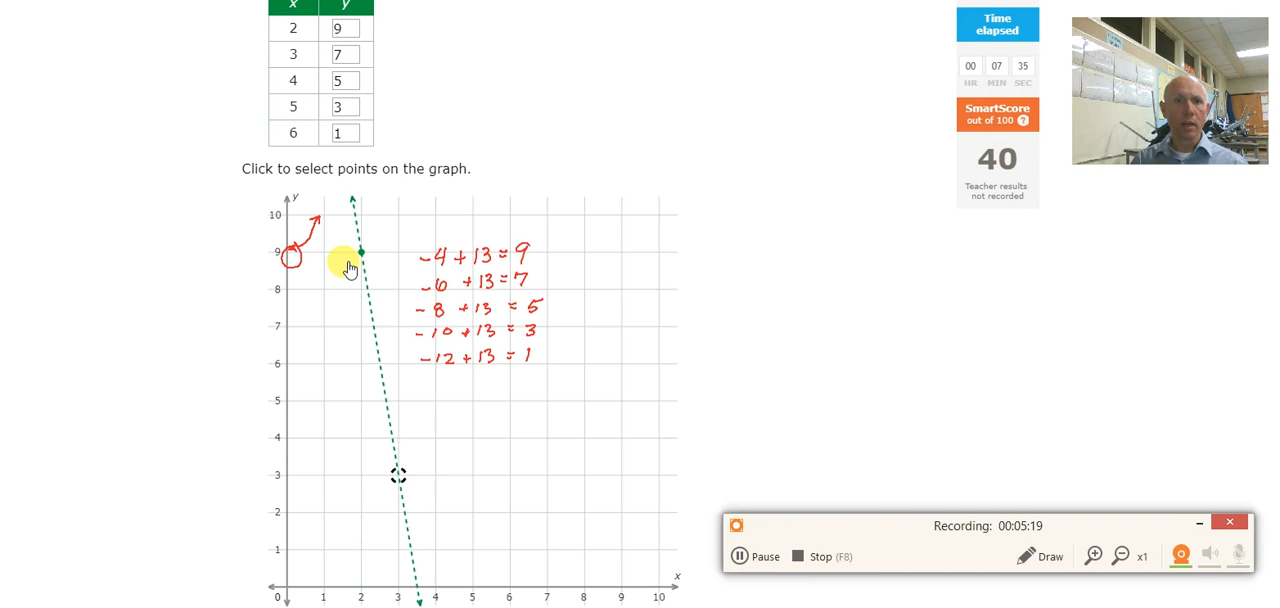 x y
2 9
3 7
4 5
5 3
6 1
Click to select points on the graph.
y
10
9
8
7
6
5
4
3
2
1
0 1 2 3 4 5 6 7 8 9 10
x
-4 + 13 = 9
-6 + 13 = 7
-8 + 13 = 5
-10 + 13 = 3
-12 + 13 = 1
Time
elapsed
00 07 35
HR MIN SEC
SmartScore
out of 100 ?
40
Teacher results
not recorded
Recording: 00:05:19
Pause Stop (F8) Draw x1